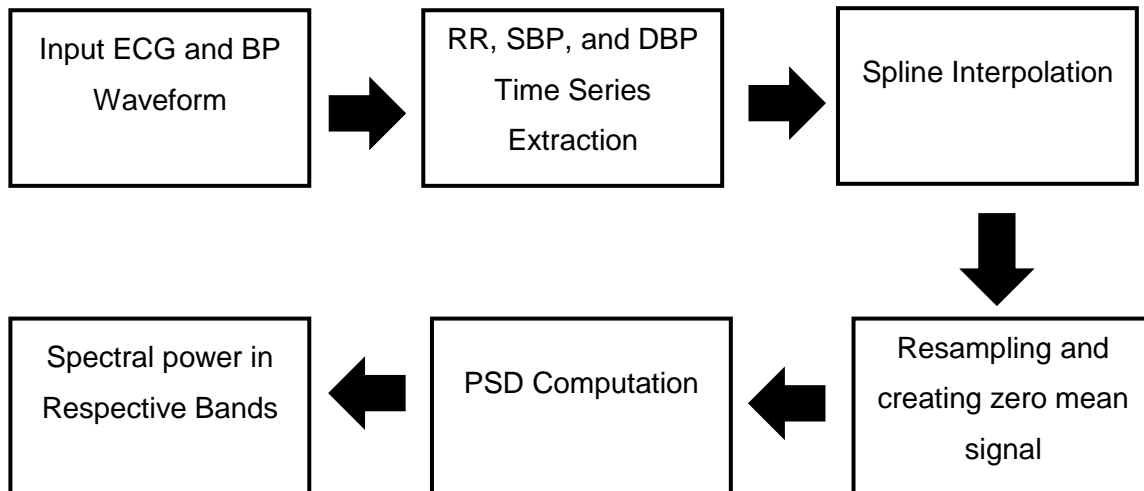 Input ECG and BP
Waveform
RR, SBP, and DBP
Time Series
Extraction
Spline Interpolation
Resampling and
creating zero mean
signal
PSD Computation
Spectral power in
Respective Bands